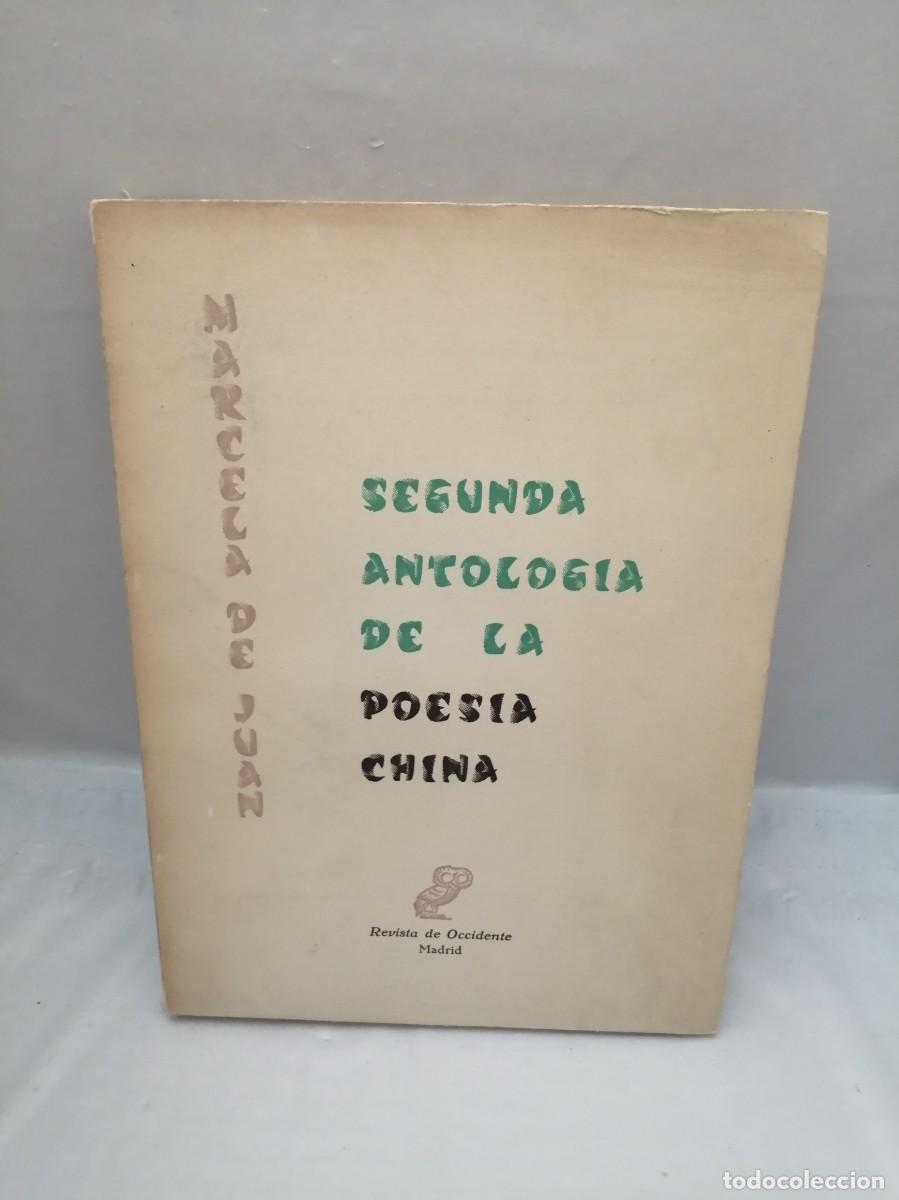 MARCELA DE JUAN
SEGUNDA
ANTOLOGIA
DE LA
POESIA
CHINA
Revista de Occidente
Madrid
todocoleccion